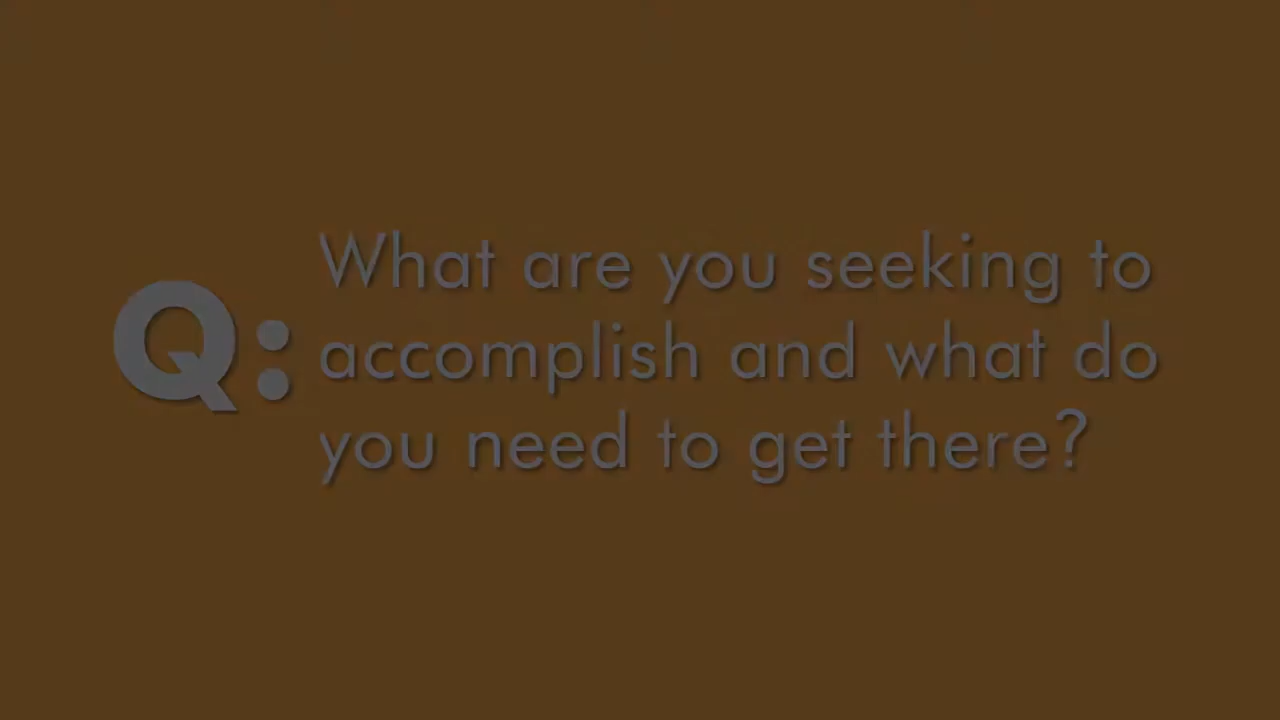 Q: What are you seeking to
accomplish and what do
you need to get there?